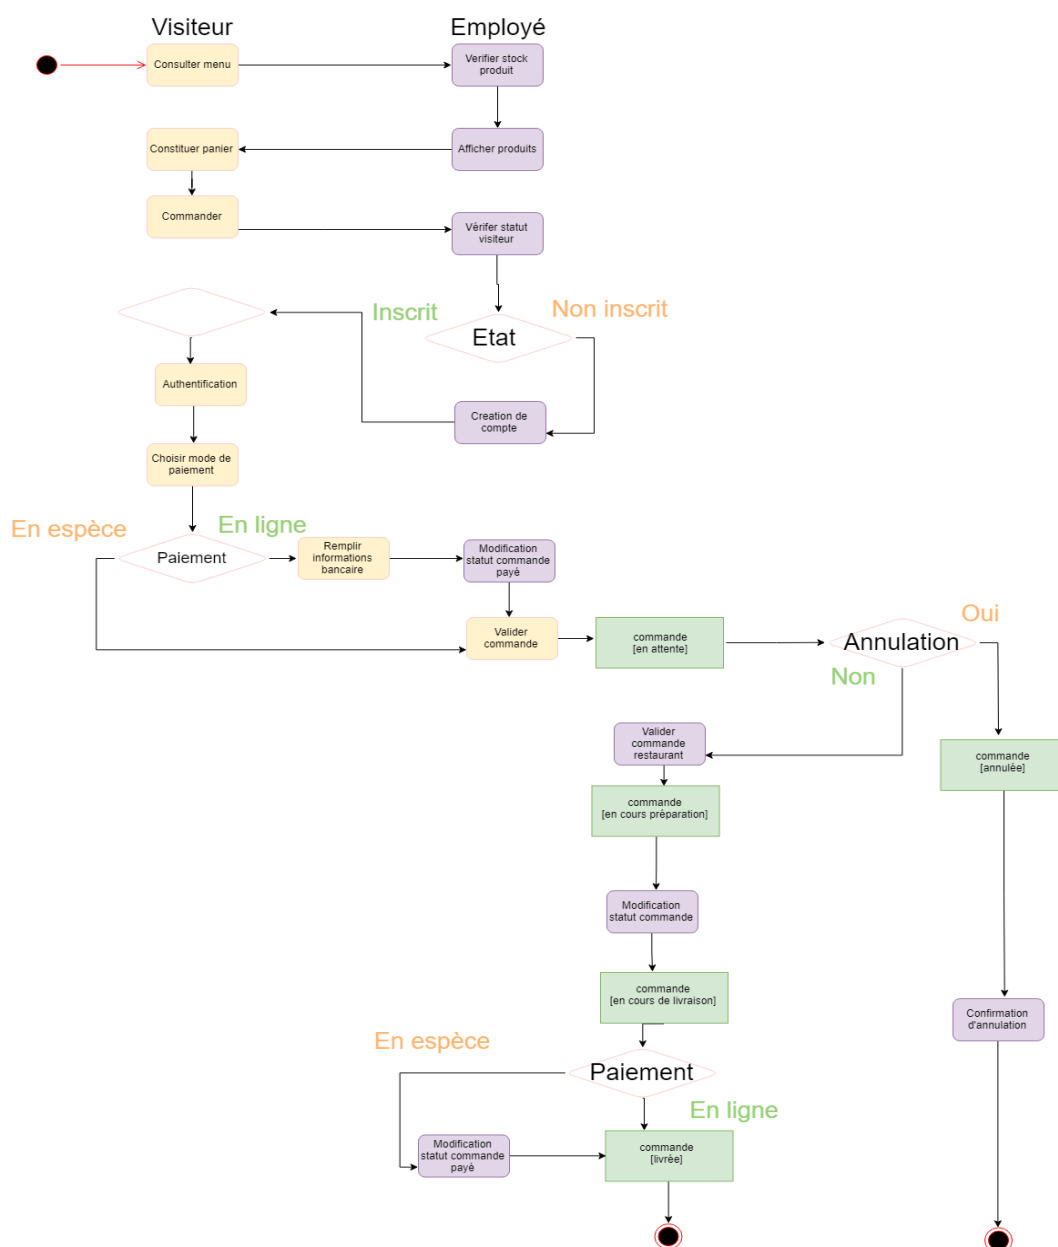 Visiteur
Employé
Consulter menu
Verifier stock
produit
Constituer panier
Afficher produits
Commander
Vérifer statut
visiteur
Inscrit
Non inscrit
Etat
Authentification
Creation de
compte
Choisir mode de
paiement
En espèce
En ligne
Paiement
Remplir
informations
bancaire
Modification
statut commande
payé
Valider
commande
commande
[en attente]
Annulation
Oui
Non
Valider
commande
restaurant
commande
[annulée]
commande
[en cours préparation]
Modification
statut commande
commande
[en cours de livraison]
Confirmation
d'annulation
En espèce
Paiement
En ligne
Modification
statut commande
payé
commande
[livrée]